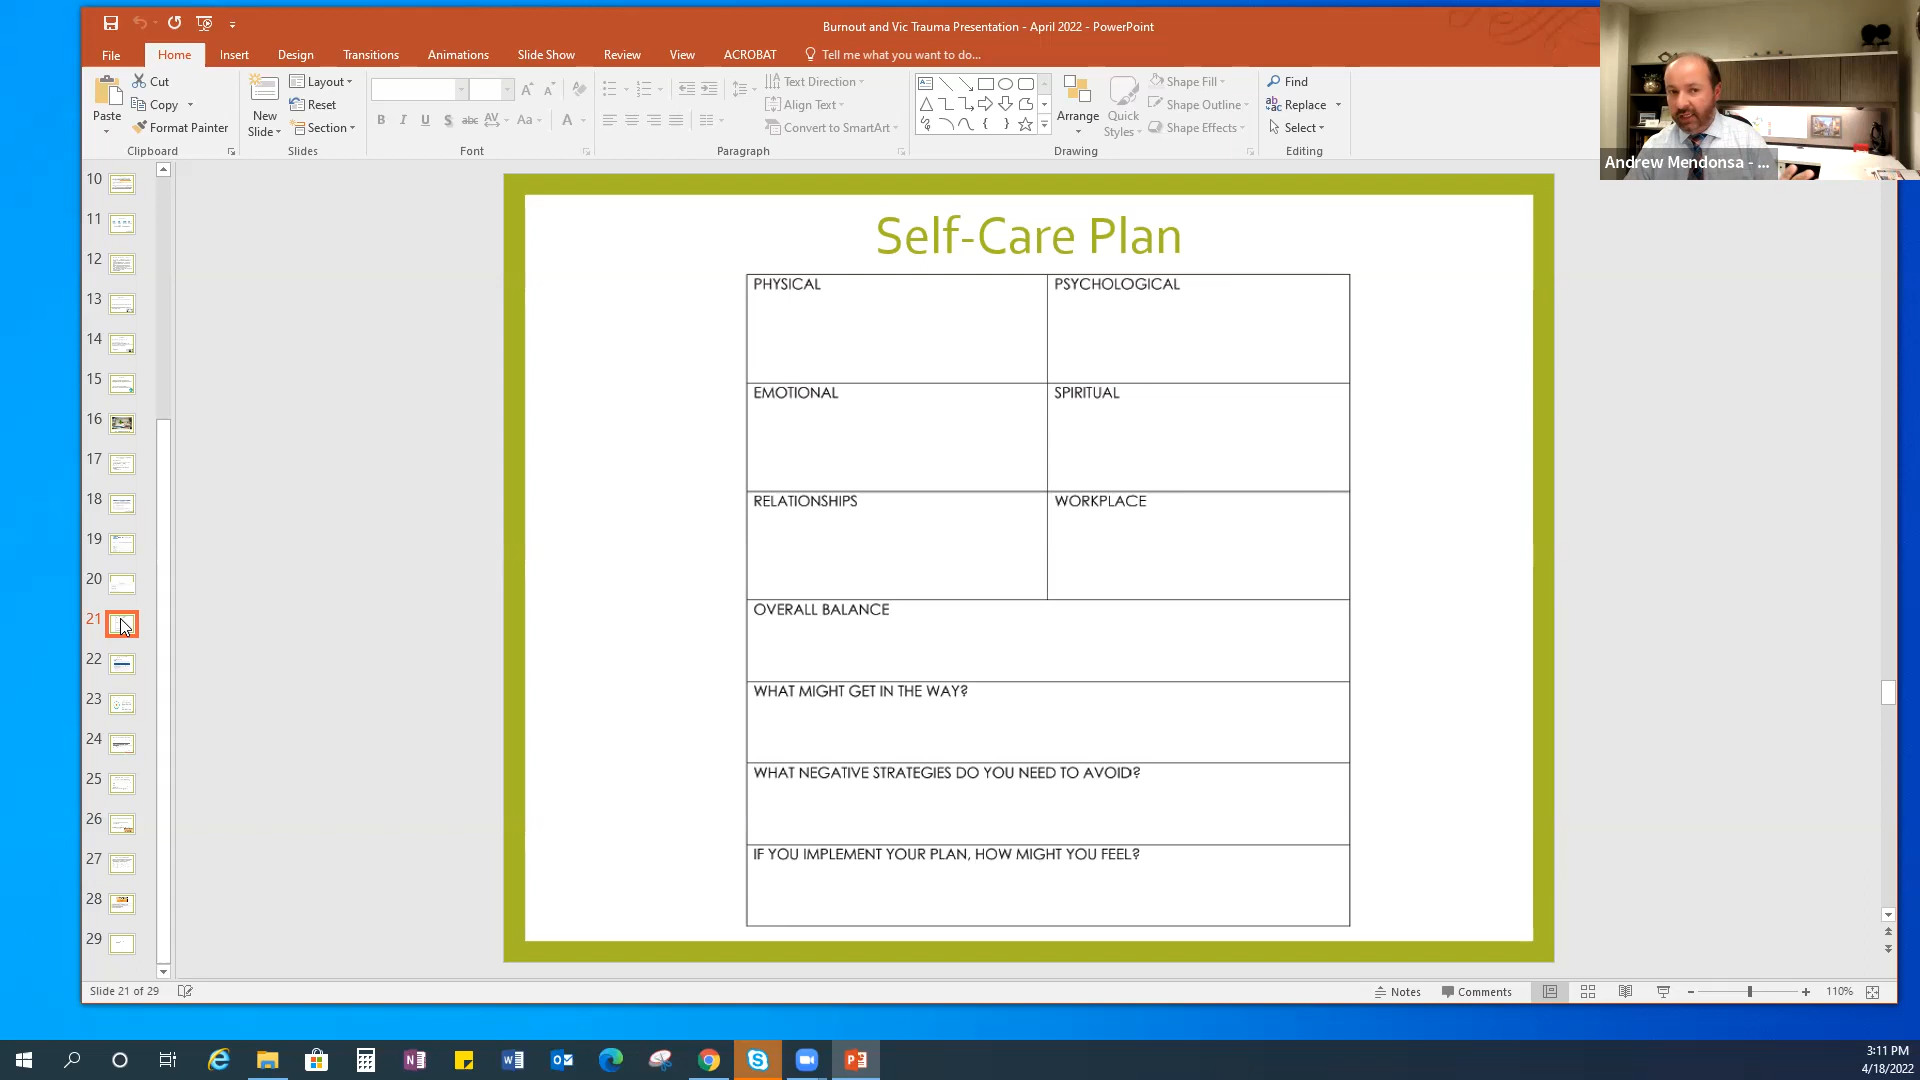 Burnout and Vic Trauma Presentation - April 2022 - PowerPoint
File Home Insert Design Transitions Animations Slide Show Review View ACROBAT Tell me what you want to do...
Paste
Cut
Copy
Format Painter
Clipboard
New Slide
Layout
Reset
Section
Slides
B I U S abc AV Aa A
Font
Text Direction
Align Text
Convert to SmartArt
Paragraph
Arrange
Quick Styles
Shape Fill
Shape Outline
Shape Effects
Drawing
Find
Replace
Select
Editing
Andrew Mendonsa - ...
10
11
12
13
14
15
16
17
18
19
20
21
22
23
24
25
26
27
28
29
Self-Care Plan
PHYSICAL PSYCHOLOGICAL
EMOTIONAL SPIRITUAL
RELATIONSHIPS WORKPLACE
OVERALL BALANCE
WHAT MIGHT GET IN THE WAY?
WHAT NEGATIVE STRATEGIES DO YOU NEED TO AVOID?
IF YOU IMPLEMENT YOUR PLAN, HOW MIGHT YOU FEEL?
Slide 21 of 29 Notes Comments 110%
3:11 PM
4/18/2022